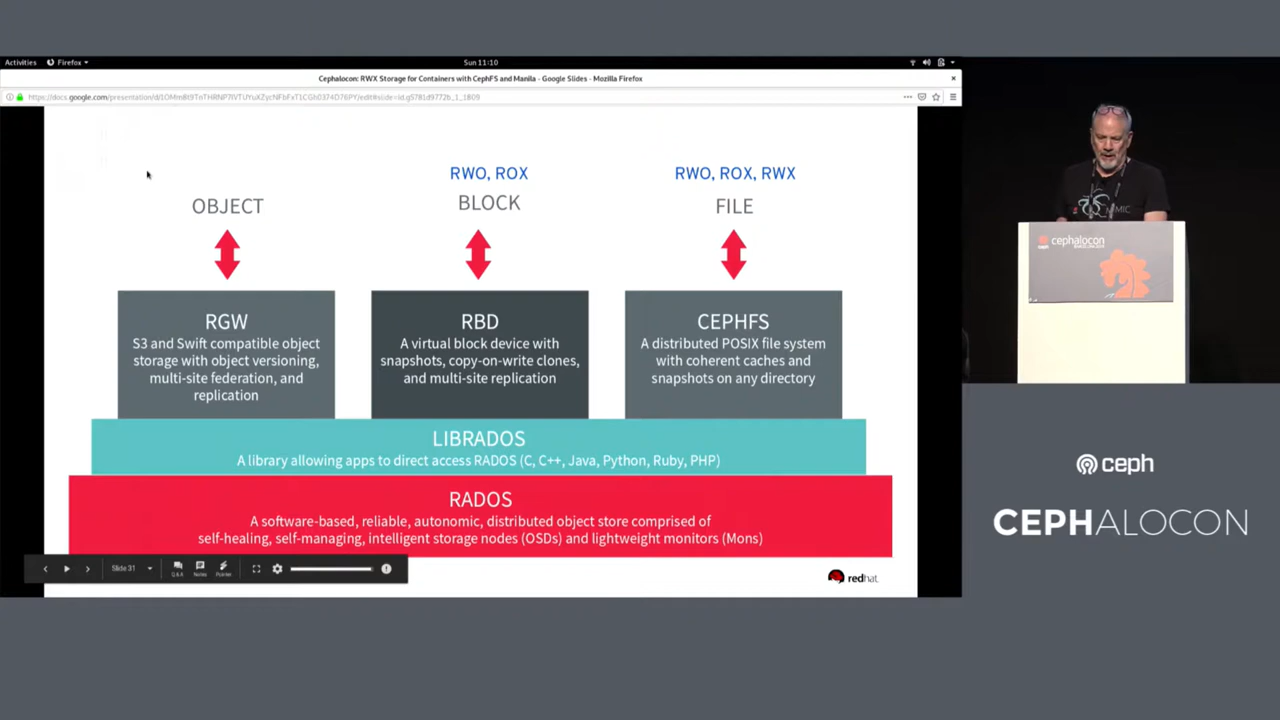 Activities Firefox Sun 11:10
Cephalocon: RWX Storage for Containers with CephFS and Manila - Google Slides - Mozilla Firefox
RWO, ROX
RWO, ROX, RWX
OBJECT
BLOCK
FILE
RGW
S3 and Swift compatible object
storage with object versioning,
multi-site federation, and
replication
RBD
A virtual block device with
snapshots, copy-on-write clones,
and multi-site replication
CEPHFS
A distributed POSIX file system
with coherent caches and
snapshots on any directory
LIBRADOS
A library allowing apps to direct access RADOS (C, C++, Java, Python, Ruby, PHP)
RADOS
A software-based, reliable, autonomic, distributed object store comprised of
self-healing, self-managing, intelligent storage nodes (OSDs) and lightweight monitors (Mons)
Slide 31
Q&A Notes Pointer
redhat.
MIMIC
ceph
cephalocon
ceph
CEPHALOCON